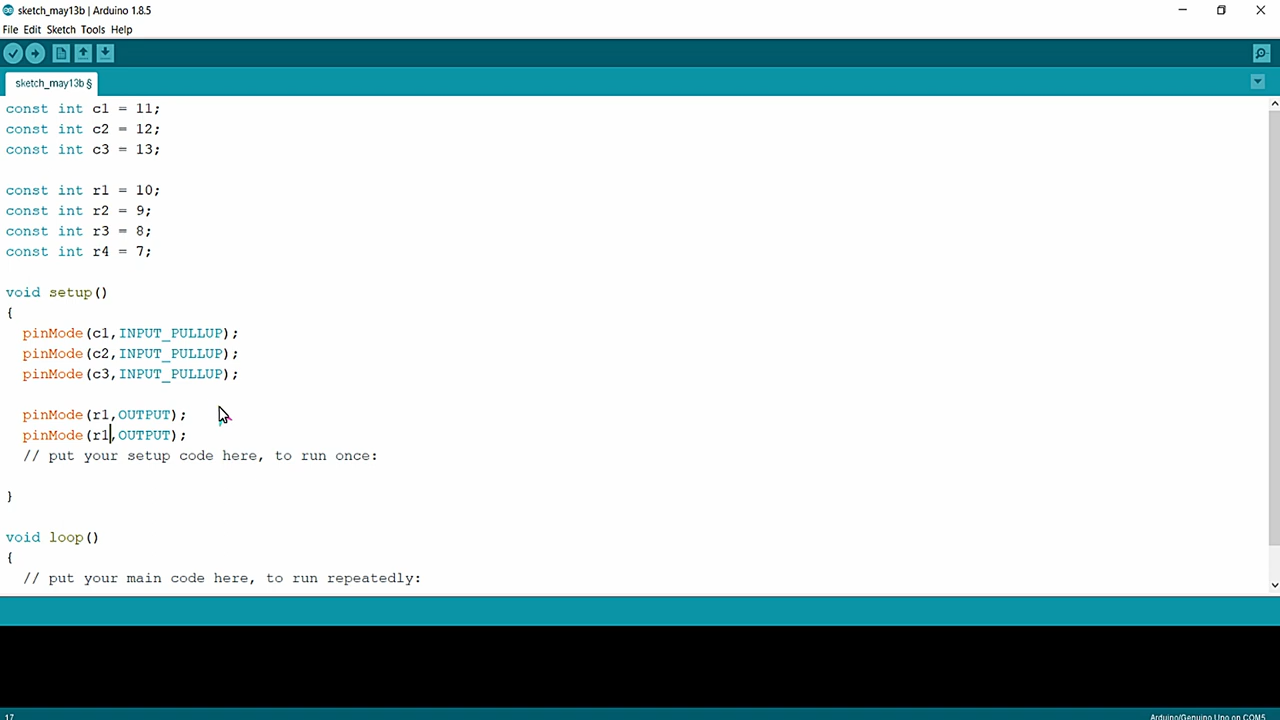 sketch_may13b | Arduino 1.8.5
File Edit Sketch Tools Help
sketch_may13b §
const int c1 = 11;
const int c2 = 12;
const int c3 = 13;
const int r1 = 10;
const int r2 = 9;
const int r3 = 8;
const int r4 = 7;
void setup()
{
pinMode(c1,INPUT_PULLUP);
pinMode(c2,INPUT_PULLUP);
pinMode(c3,INPUT_PULLUP);
pinMode(r1,OUTPUT);
pinMode(r1,OUTPUT);
// put your setup code here, to run once:
}
void loop()
{
// put your main code here, to run repeatedly:
17 Arduino/Genuino Uno on COM5